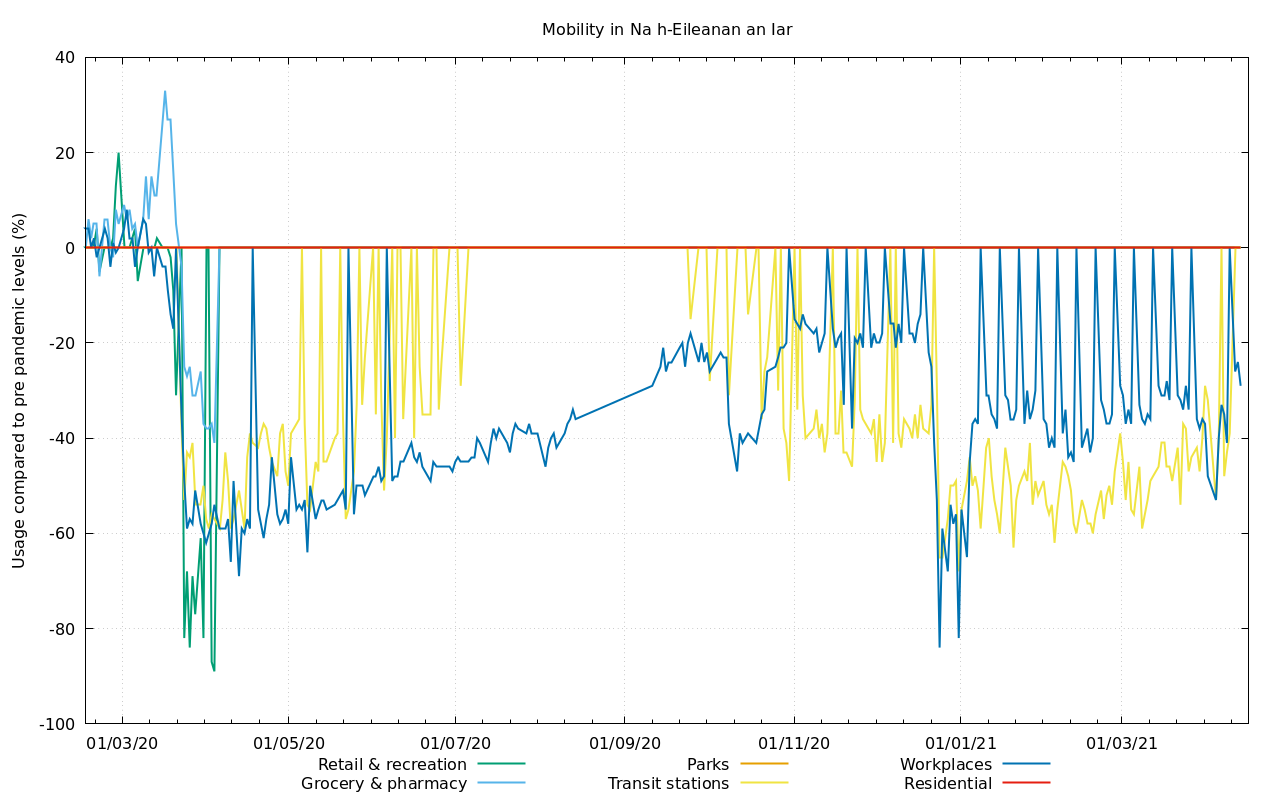 Mobility in Na h-Eileanan an Iar
Usage compared to pre pandemic levels (%)
40
20
0
-20
-40
-60
-80
-100
01/03/20 01/05/20 01/07/20 01/09/20 01/11/20 01/01/21 01/03/21
Retail & recreation Parks Workplaces
Grocery & pharmacy Transit stations Residential